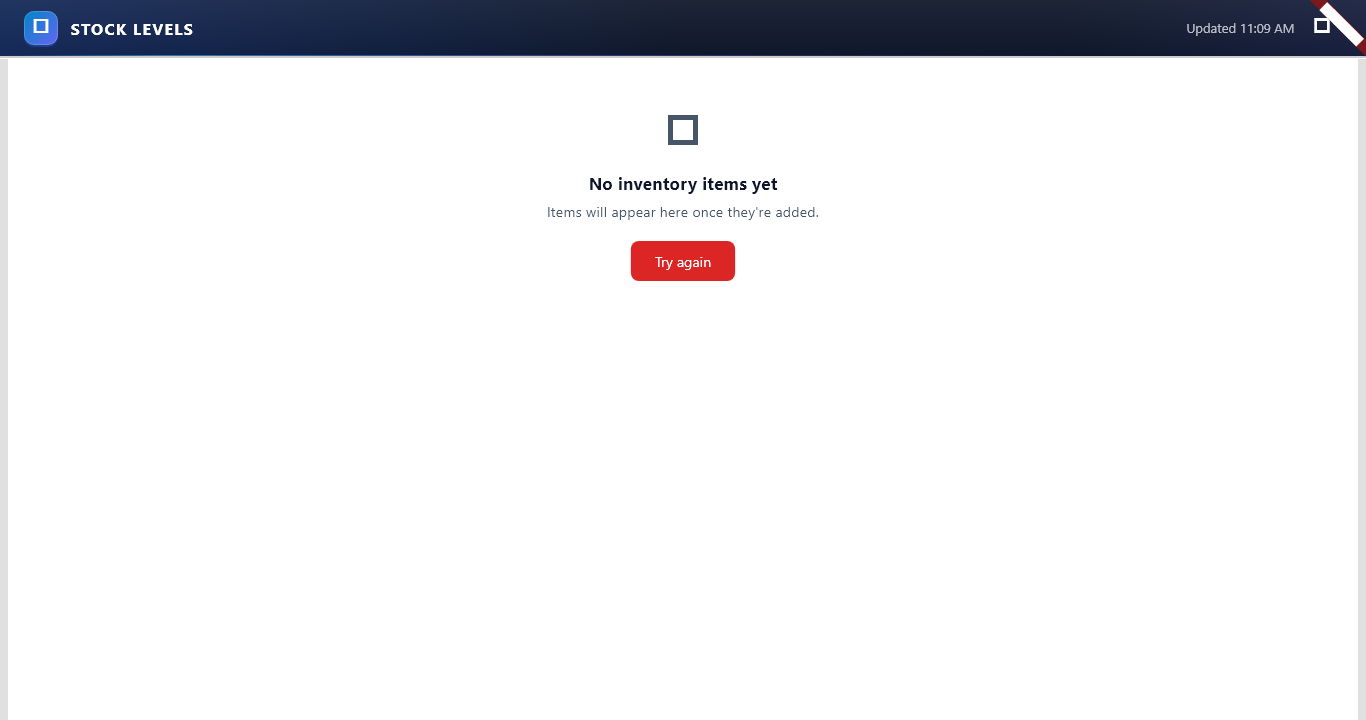 STOCK LEVELS
Updated 11:09 AM
No inventory items yet
Items will appear here once they're added.
Try again